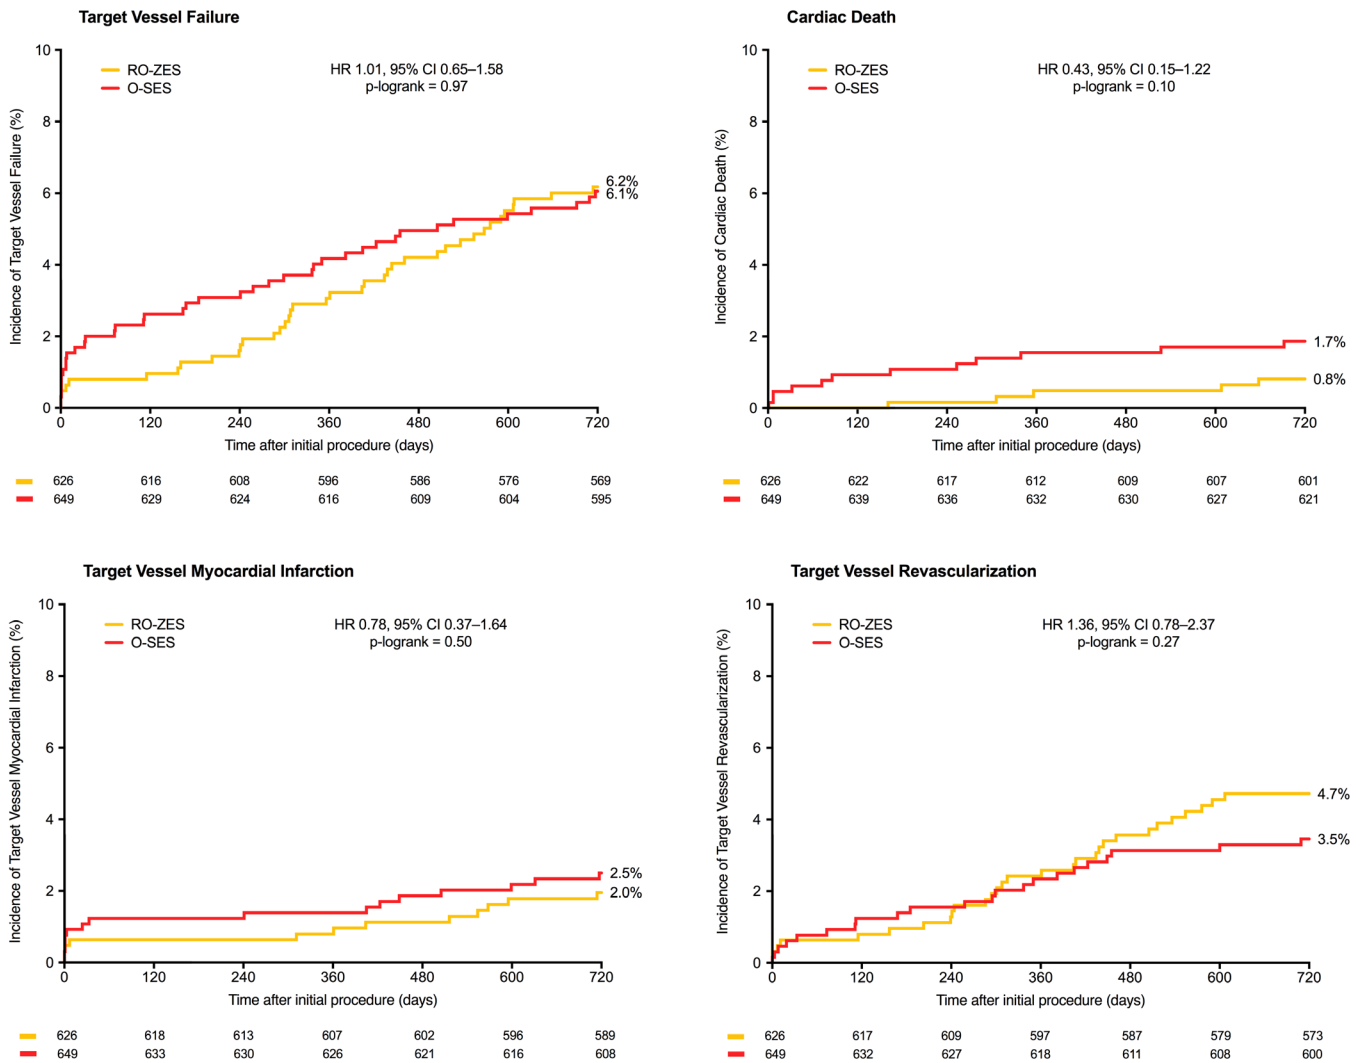 Target Vessel Failure
Incidence of Target Vessel Failure (%)
10
8
6
4
2
0
RO-ZES
O-SES
HR 1.01, 95% CI 0.65–1.58
p-logrank = 0.97
6.2%
6.1%
0 120 240 360 480 600 720
Time after initial procedure (days)
626 616 608 596 586 576 569
649 629 624 616 609 604 595
Cardiac Death
Incidence of Cardiac Death (%)
10
8
6
4
2
0
RO-ZES
O-SES
HR 0.43, 95% CI 0.15–1.22
p-logrank = 0.10
1.7%
0.8%
0 120 240 360 480 600 720
Time after initial procedure (days)
626 622 617 612 609 607 601
649 639 636 632 630 627 621
Target Vessel Myocardial Infarction
Incidence of Target Vessel Myocardial Infarction (%)
10
8
6
4
2
0
RO-ZES
O-SES
HR 0.78, 95% CI 0.37–1.64
p-logrank = 0.50
2.5%
2.0%
0 120 240 360 480 600 720
Time after initial procedure (days)
626 618 613 607 602 596 589
649 633 630 626 621 616 608
Target Vessel Revascularization
Incidence of Target Vessel Revascularization (%)
10
8
6
4
2
0
RO-ZES
O-SES
HR 1.36, 95% CI 0.78–2.37
p-logrank = 0.27
4.7%
3.5%
0 120 240 360 480 600 720
Time after initial procedure (days)
626 617 609 597 587 579 573
649 632 627 618 611 608 600